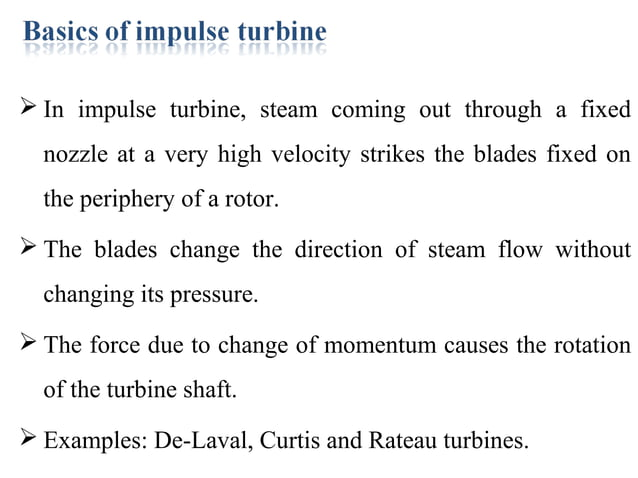 Basics of impulse turbine
➢ In impulse turbine, steam coming out through a fixed
nozzle at a very high velocity strikes the blades fixed on
the periphery of a rotor.
➢ The blades change the direction of steam flow without
changing its pressure.
➢ The force due to change of momentum causes the rotation
of the turbine shaft.
➢ Examples: De-Laval, Curtis and Rateau turbines.